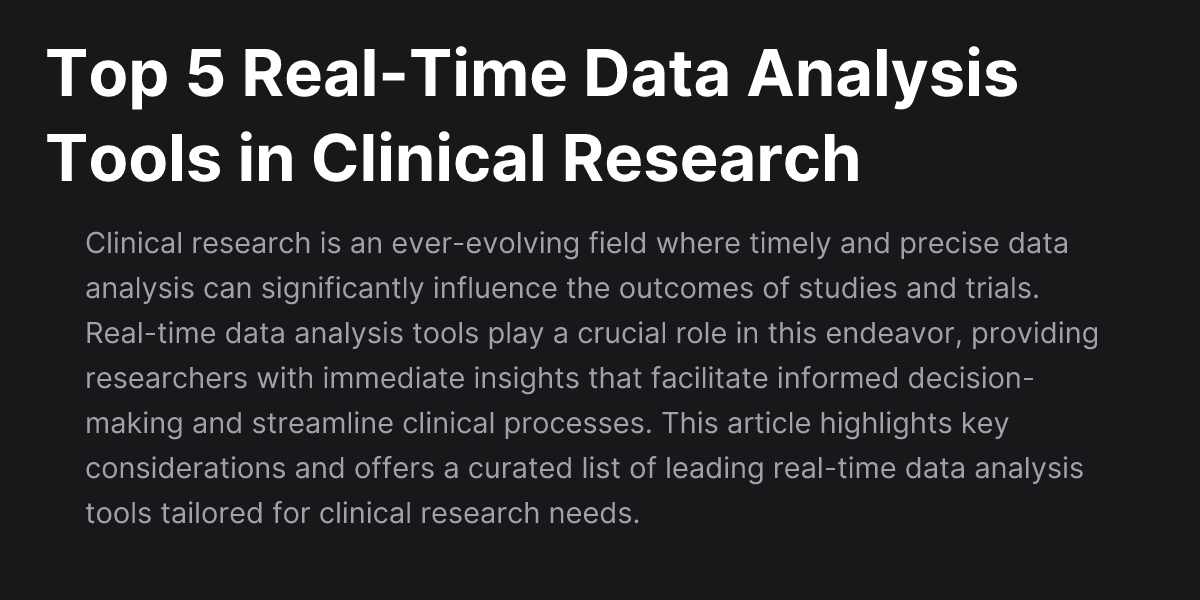 Top 5 Real-Time Data Analysis
Tools in Clinical Research
Clinical research is an ever-evolving field where timely and precise data
analysis can significantly influence the outcomes of studies and trials.
Real-time data analysis tools play a crucial role in this endeavor, providing
researchers with immediate insights that facilitate informed decision-
making and streamline clinical processes. This article highlights key
considerations and offers a curated list of leading real-time data analysis
tools tailored for clinical research needs.